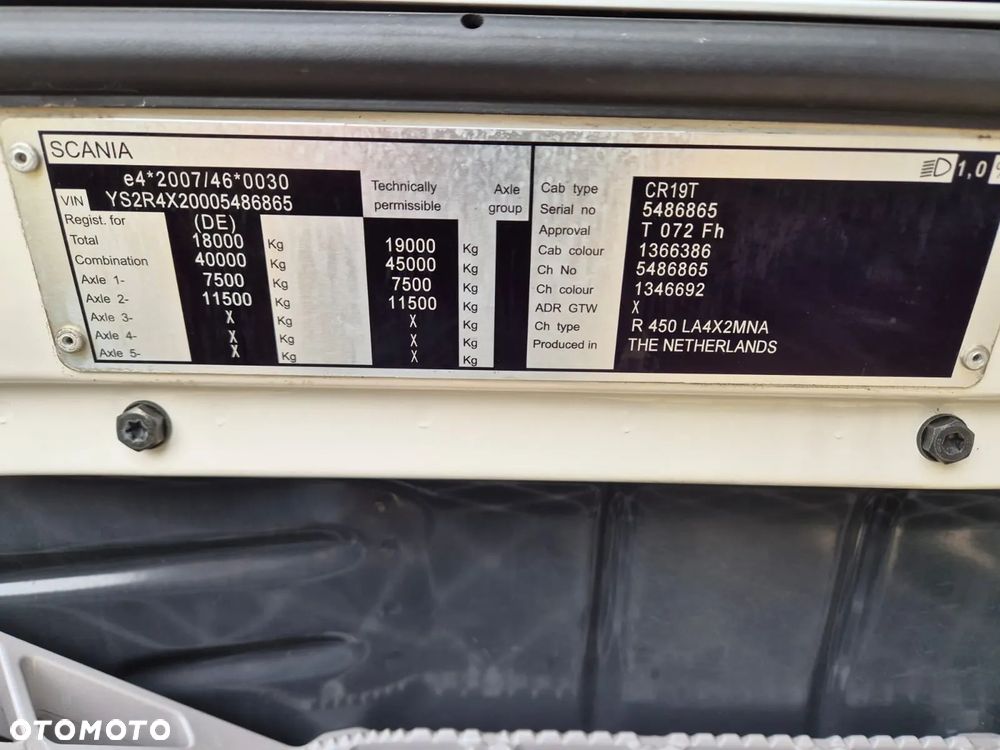 SCANIA
e4*2007/46*0030
VIN YS2R4X20005486865
Technically permissible Axle group
Regist. for (DE)
Total 18000 Kg 19000 Kg
Combination 40000 Kg 45000 Kg
Axle 1- 7500 Kg 7500 Kg
Axle 2- 11500 Kg 11500 Kg
Axle 3- X Kg X Kg
Axle 4- X Kg X Kg
Axle 5- X Kg X Kg
1,0 %
Cab type CR19T
Serial no 5486865
Approval T 072 Fh
Cab colour 1366386
Ch No 5486865
Ch colour 1346692
ADR GTW X
Ch type R 450 LA4X2MNA
Produced in THE NETHERLANDS
OTOMOTO